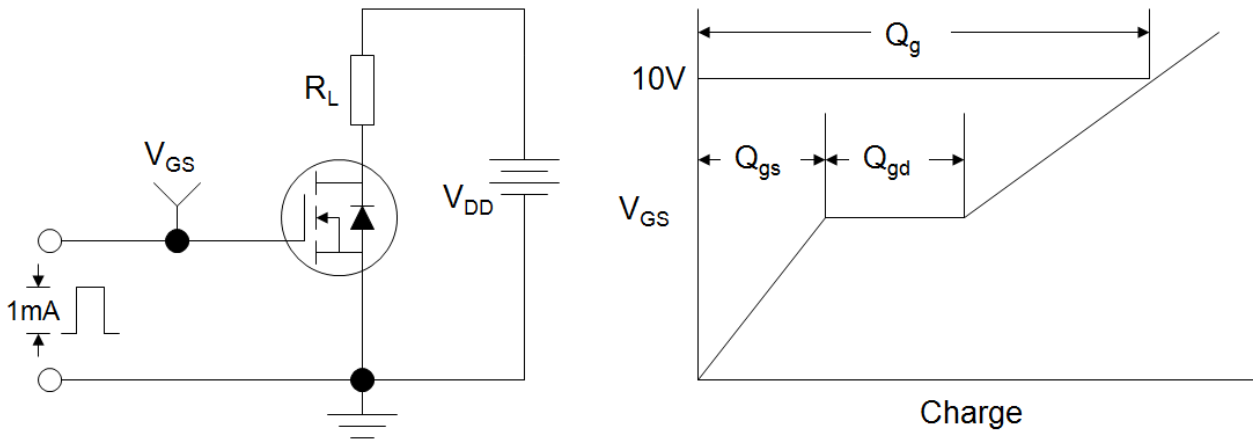 R_L
V_GS
V_DD
1mA
Q_g
10V
Q_gs
Q_gd
V_GS
Charge